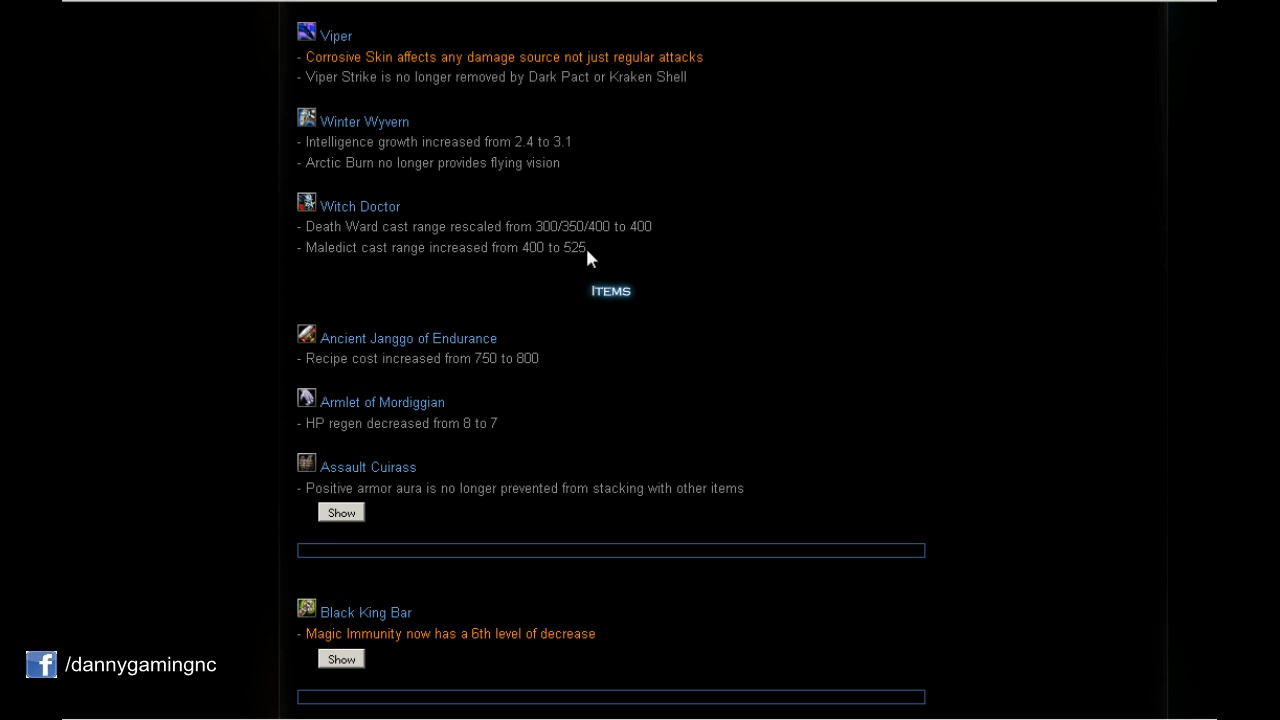 Viper
- Corrosive Skin affects any damage source not just regular attacks
- Viper Strike is no longer removed by Dark Pact or Kraken Shell
Winter Wyvern
- Intelligence growth increased from 2.4 to 3.1
- Arctic Burn no longer provides flying vision
Witch Doctor
- Death Ward cast range rescaled from 300/350/400 to 400
- Maledict cast range increased from 400 to 525
ITEMS
Ancient Janggo of Endurance
- Recipe cost increased from 750 to 800
Armlet of Mordiggian
- HP regen decreased from 8 to 7
Assault Cuirass
- Positive armor aura is no longer prevented from stacking with other items
Show
Black King Bar
- Magic Immunity now has a 6th level of decrease
Show
f /dannygamingnc